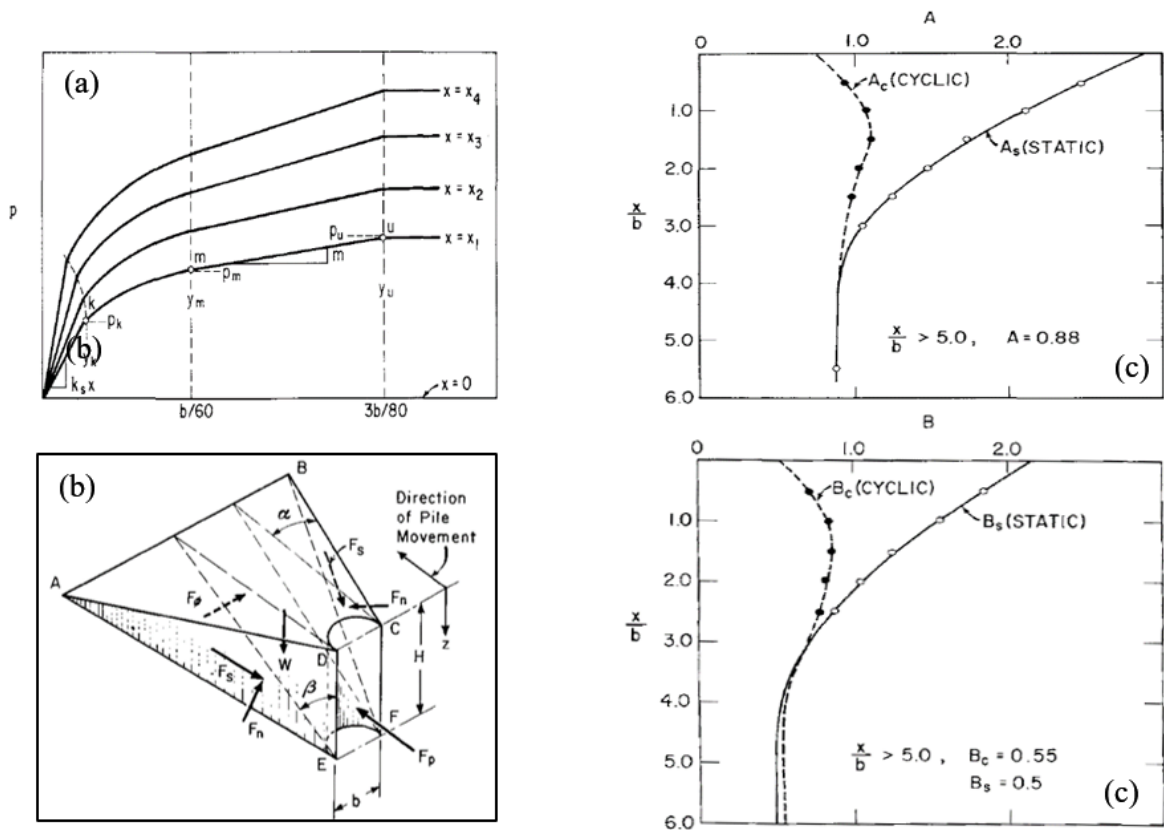 (a)
p
x = x₄
x = x₃
x = x₂
x = x₁
pᵤ
u
m
pₘ
m
yₘ
yᵤ
k
pₖ
yₖ
(b)
kₛx
x = 0
b/60
3b/80
(b)
B
α
Direction
of Pile
Movement
Fₛ
A
Fₙ
C
F𝜙
z
W
D
H
Fₛ
β
F
Fₙ
E
Fₚ
b
A
0
1.0
2.0
A_c (CYCLIC)
1.0
Aₛ (STATIC)
2.0
x/b
3.0
4.0
5.0
x/b > 5.0 , A = 0.88
(c)
6.0
B
0
1.0
2.0
B_c (CYCLIC)
Bₛ (STATIC)
1.0
2.0
x/b
3.0
4.0
5.0
x/b > 5.0 , B_c = 0.55
Bₛ = 0.5
(c)
6.0